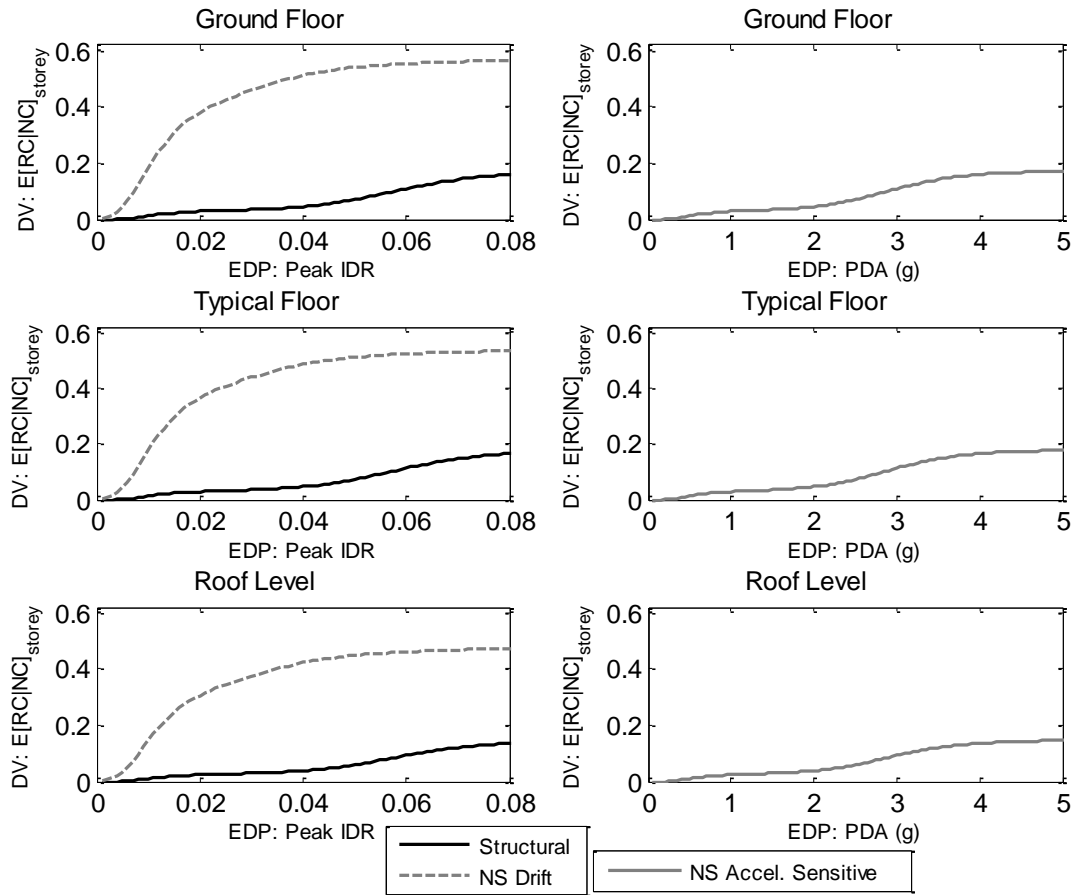 Ground Floor
DV: E[RC|NC]storey
0.6
0.4
0.2
0
0 0.02 0.04 0.06 0.08
EDP: Peak IDR
Ground Floor
DV: E[RC|NC]storey
0.6
0.4
0.2
0
0 1 2 3 4 5
EDP: PDA (g)
Typical Floor
DV: E[RC|NC]storey
0.6
0.4
0.2
0
0 0.02 0.04 0.06 0.08
EDP: Peak IDR
Typical Floor
DV: E[RC|NC]storey
0.6
0.4
0.2
0
0 1 2 3 4 5
EDP: PDA (g)
Roof Level
DV: E[RC|NC]storey
0.6
0.4
0.2
0
0 0.02 0.04 0.06 0.08
EDP: Peak IDR
Roof Level
DV: E[RC|NC]storey
0.6
0.4
0.2
0
0 1 2 3 4 5
EDP: PDA (g)
Structural
NS Drift
NS Accel. Sensitive